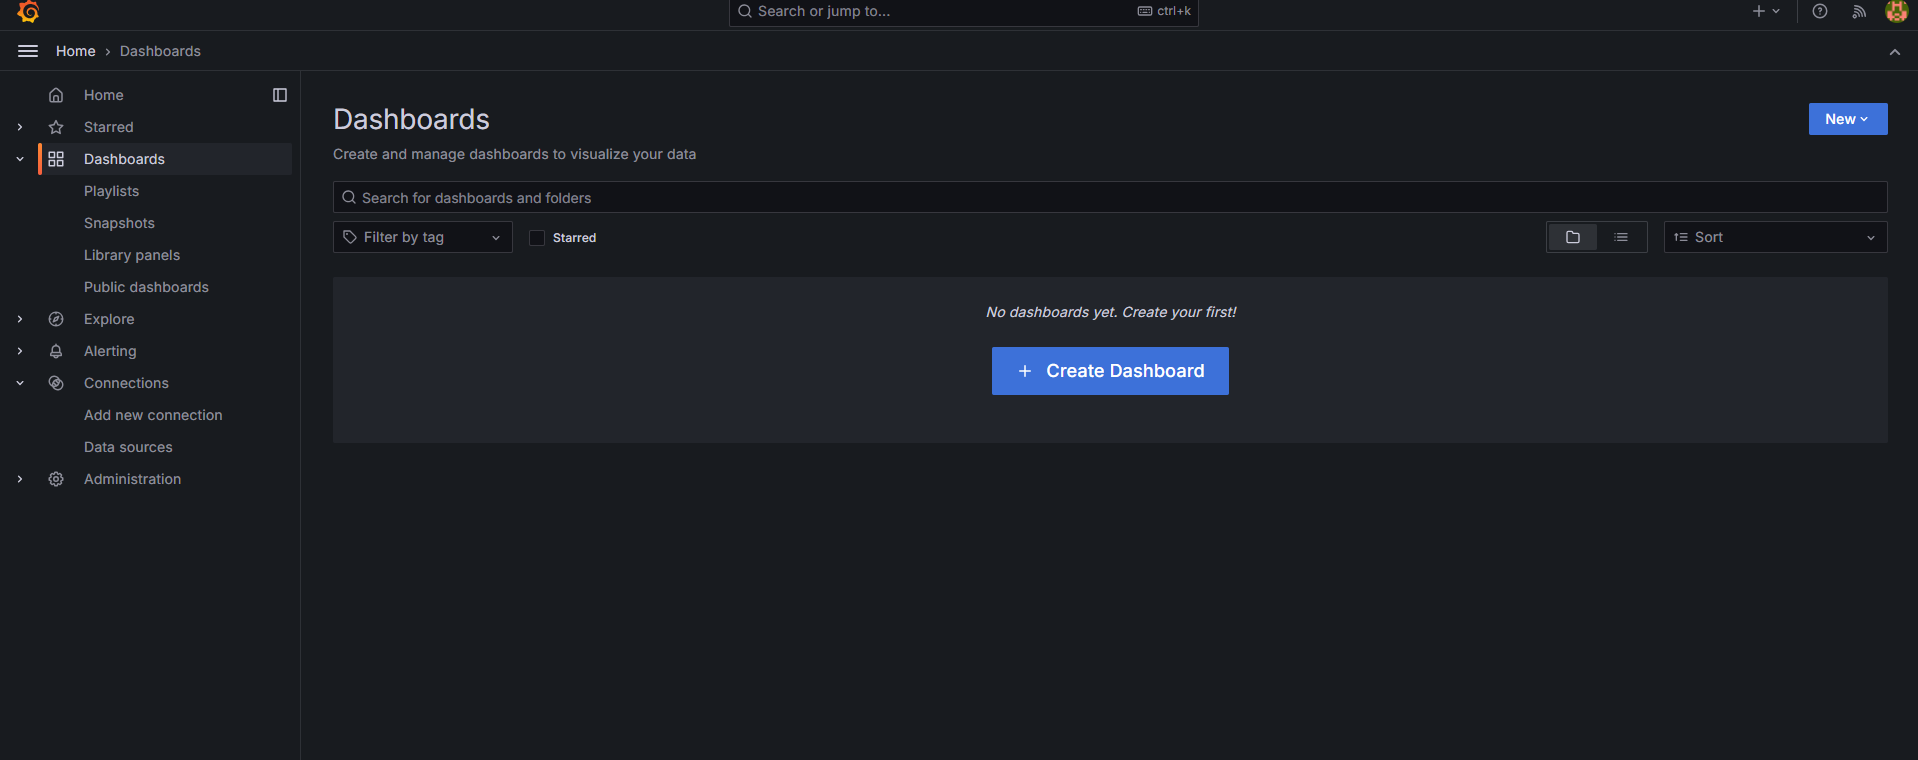 Search or jump to...
ctrl+k
Home
Dashboards
Home
Starred
Dashboards
Playlists
Snapshots
Library panels
Public dashboards
Explore
Alerting
Connections
Add new connection
Data sources
Administration
Dashboards
New
Create and manage dashboards to visualize your data
Search for dashboards and folders
Filter by tag
Starred
Sort
No dashboards yet. Create your first!
+ Create Dashboard